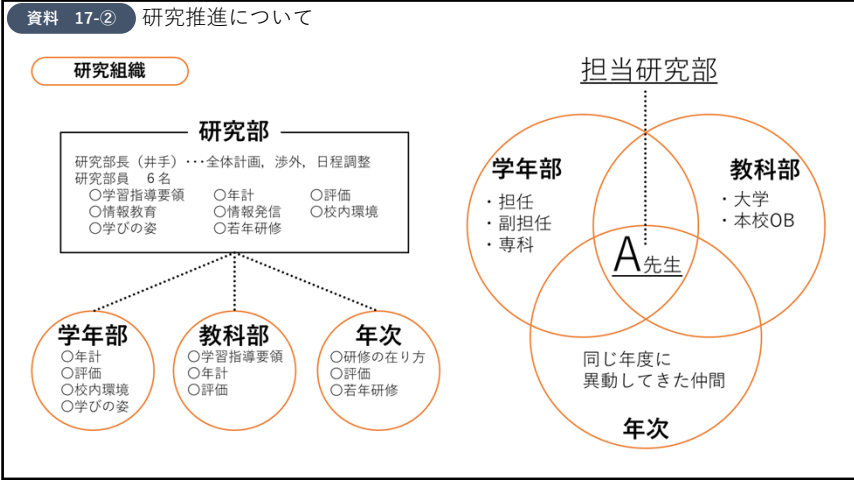 資料 17-② 研究推進について
研究組織
研究部
研究部長（井手）･･･全体計画，渉外，日程調整
研究部員　6名
○学習指導要領　○年計　○評価
○情報教育　○情報発信　○校内環境
○学びの姿　○若年研修
学年部
○年計
○評価
○校内環境
○学びの姿
教科部
○学習指導要領
○年計
○評価
年次
○研修の在り方
○評価
○若年研修
担当研究部
学年部
・担任
・副担任
・専科
教科部
・大学
・本校OB
A先生
同じ年度に
異動してきた仲間
年次